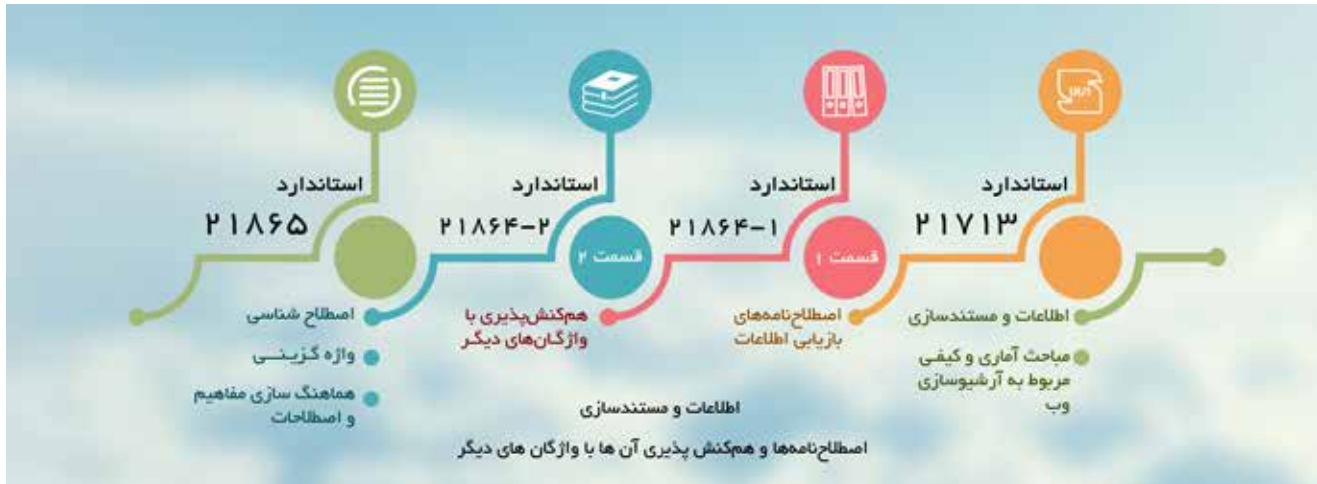 استاندارد
۲۱۷۱۳
اطلاعات و مستندسازی
مباحث آماری و کیفی
مربوط به آرشیوسازی
وب
استاندارد
۲۱۸۶۴-۱
قسمت ۱
اصطلاح‌نامه‌های
بازیابی اطلاعات
استاندارد
۲۱۸۶۴-۲
قسمت ۲
هم‌کنش‌پذیری با
واژگان‌های دیگر
استاندارد
۲۱۸۶۵
اصطلاح شناسی
واژه گزینــی
هماهنگ سازی مفاهیم
و اصطلاحات
اطلاعات و مستندسازی
اصطلاح‌نامه‌ها و هم‌کنش پذیری آن ها با واژگان های دیگر